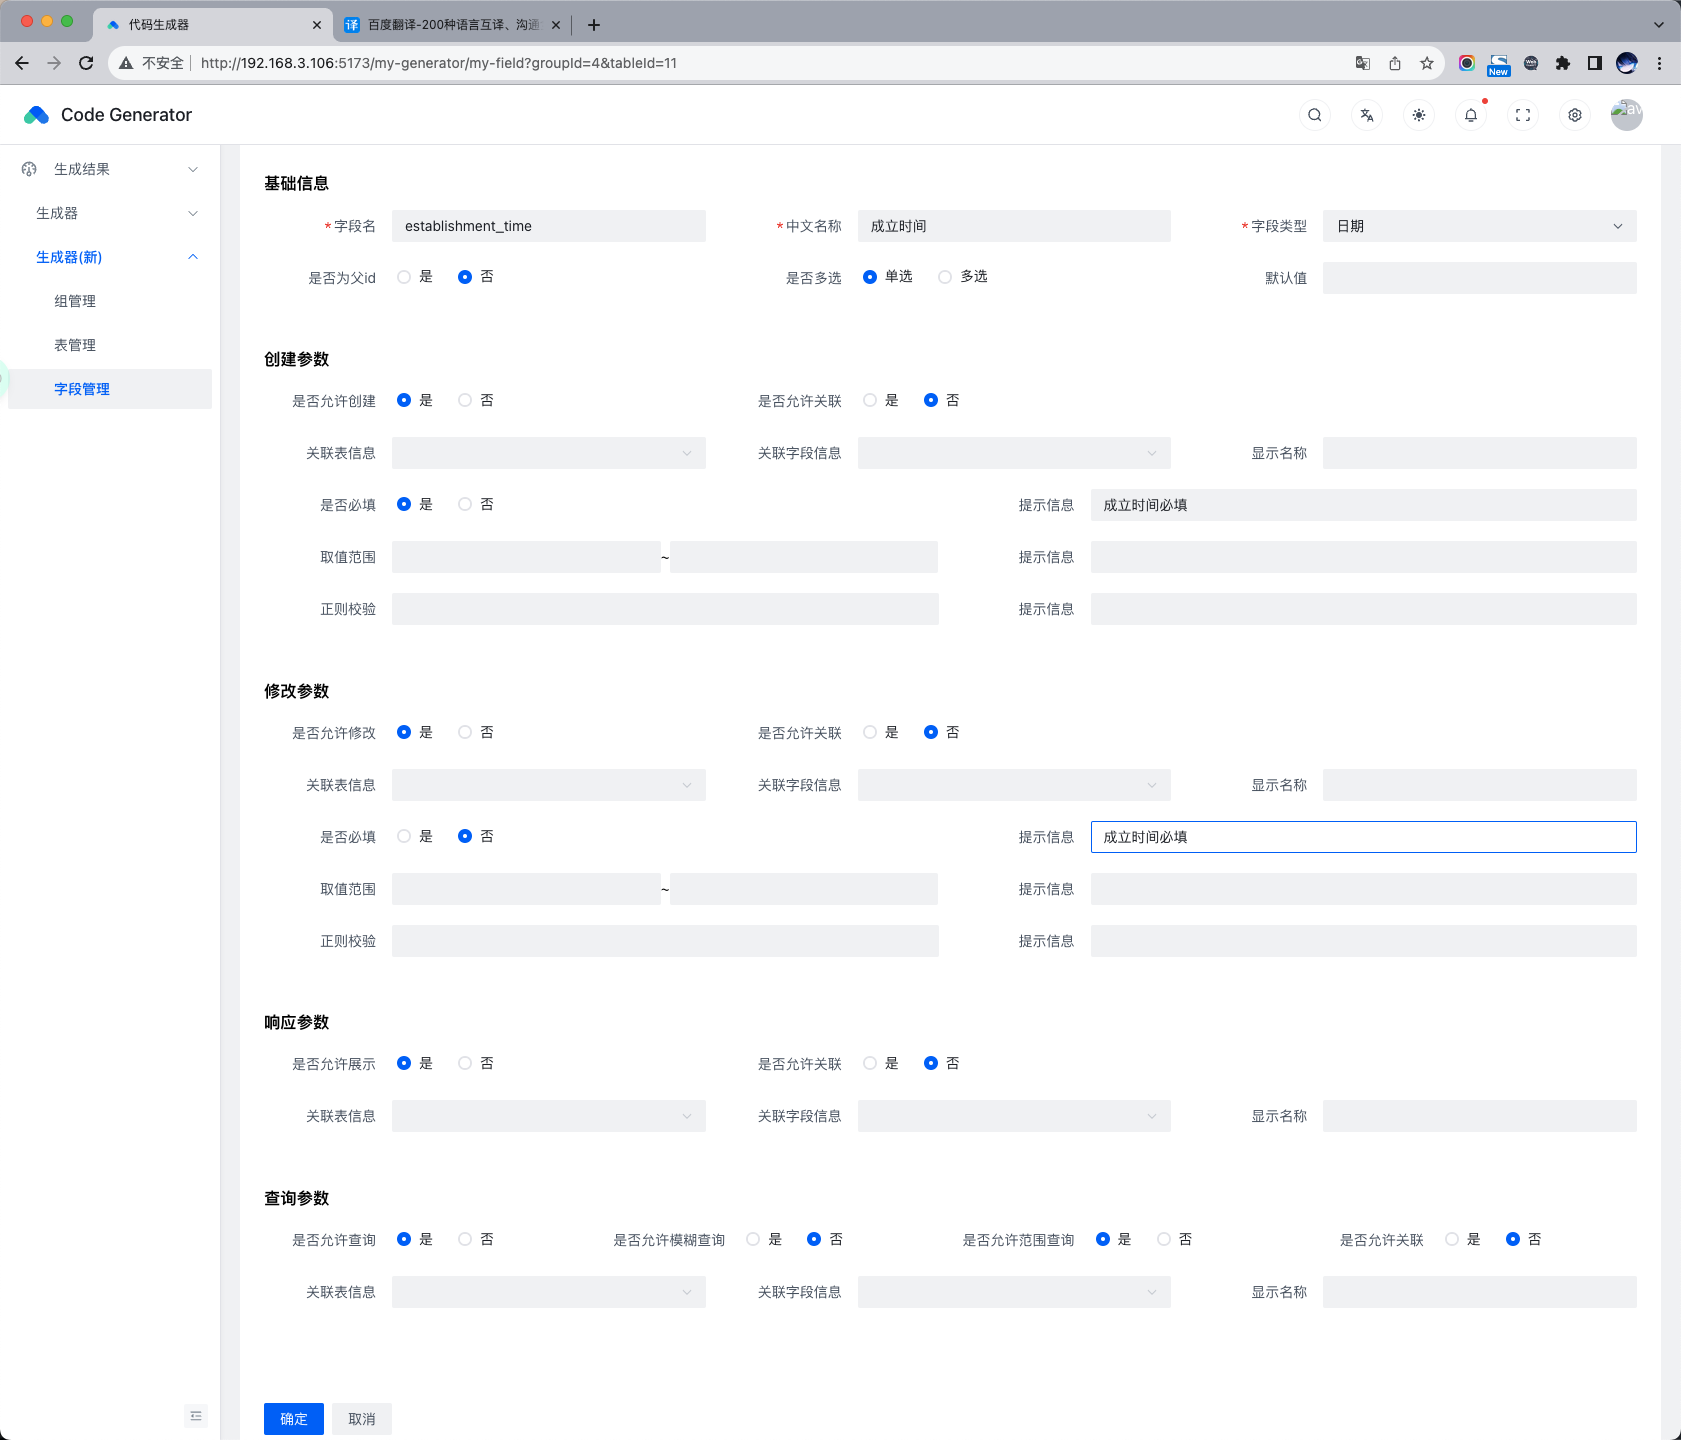 代码生成器
百度翻译-200种语言互译、沟通
不安全 http://192.168.3.106:5173/my-generator/my-field?groupId=4&tableId=11
New
Code Generator
生成结果
生成器
生成器(新)
组管理
表管理
字段管理
基础信息
*字段名 establishment_time *中文名称 成立时间 *字段类型 日期
是否为父id 是 否 是否多选 单选 多选 默认值
创建参数
是否允许创建 是 否 是否允许关联 是 否
关联表信息 关联字段信息 显示名称
是否必填 是 否 提示信息 成立时间必填
取值范围 ~ 提示信息
正则校验 提示信息
修改参数
是否允许修改 是 否 是否允许关联 是 否
关联表信息 关联字段信息 显示名称
是否必填 是 否 提示信息 成立时间必填
取值范围 ~ 提示信息
正则校验 提示信息
响应参数
是否允许展示 是 否 是否允许关联 是 否
关联表信息 关联字段信息 显示名称
查询参数
是否允许查询 是 否 是否允许模糊查询 是 否 是否允许范围查询 是 否 是否允许关联 是 否
关联表信息 关联字段信息 显示名称
确定 取消